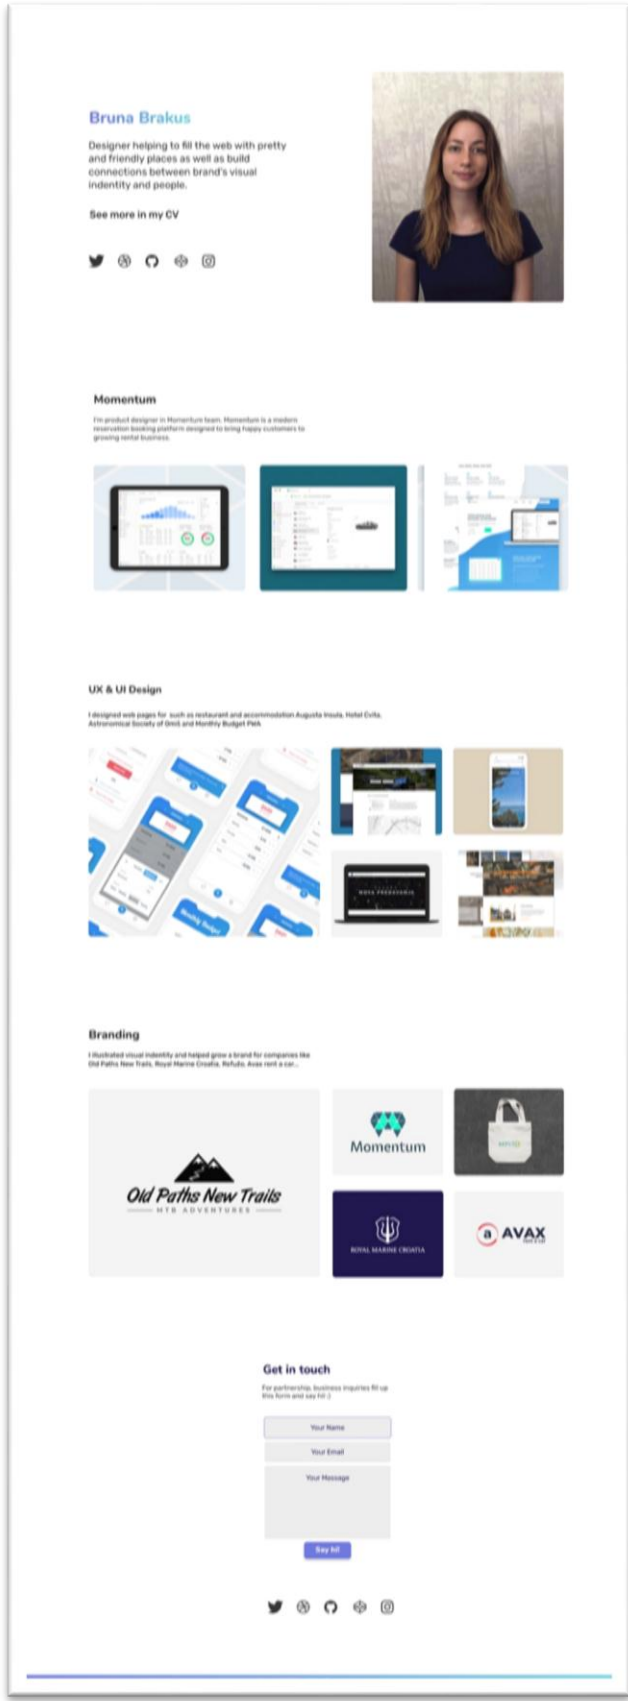 Bruna Brakus
Designer helping to fill the web with pretty
and friendly places as well as build
connections between brand's visual
indentity and people.
See more in my CV
Momentum
I'm product designer in Momentum team. Momentum is a modern
reservation booking platform designed to bring happy customers to
growing rental business.
UX & UI Design
I designed web pages for such as restaurant and accommodation Augusta Insula, Hotel Cvita,
Astronomical Society of and Monthly Budget PWA
Monthly Budget
NOVA
Branding
I illustrated visual indentity and helped grow a brand for companies like
Old Paths New Trails, Royal Marine Croatia, Refullo, Avax rent a car...
Old Paths New Trails
MTB ADVENTURES
Momentum
ROYAL MARINE CROATIA
a AVAX
rent a car
Get in touch
For partnership, business inquiries fill up
this form and say hi! :)
Your Name
Your Email
Your Message
Say hi!